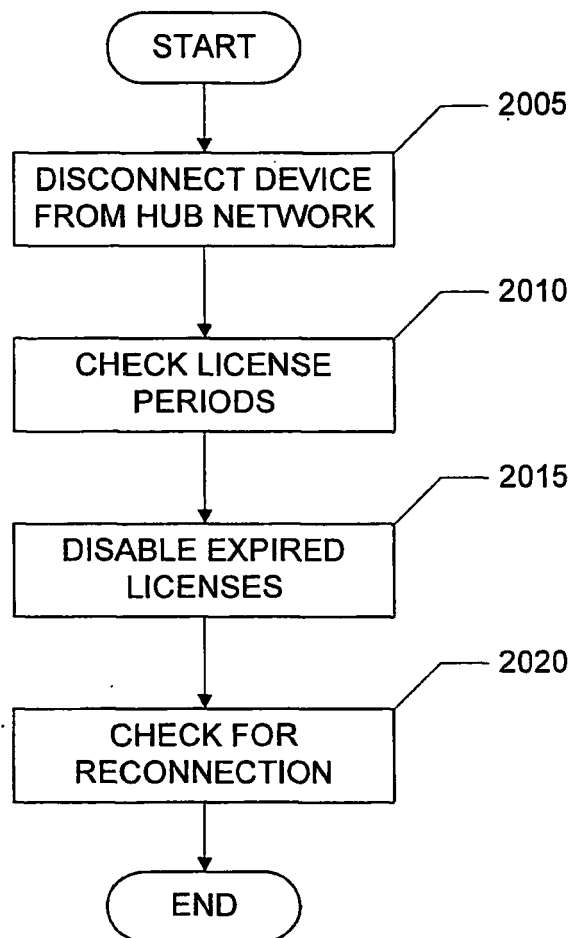 START
2005
DISCONNECT DEVICE
FROM HUB NETWORK
2010
CHECK LICENSE
PERIODS
2015
DISABLE EXPIRED
LICENSES
2020
CHECK FOR
RECONNECTION
END